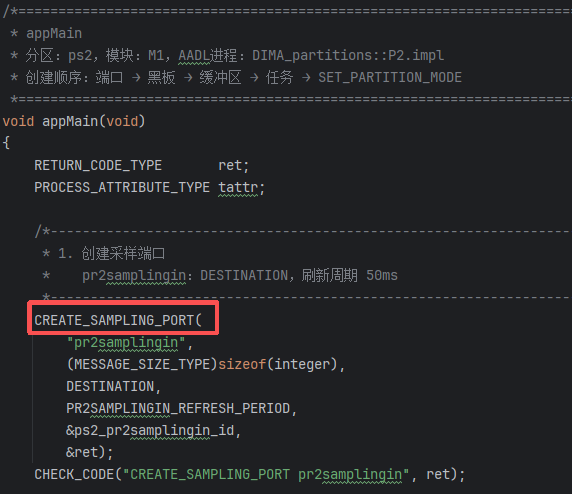 /*====================================================================
 * appMain
 * 分区：ps2，模块：M1，AADL进程：DIMA_partitions::P2.impl
 * 创建顺序：端口 → 黑板 → 缓冲区 → 任务 → SET_PARTITION_MODE
 *====================================================================
void appMain(void)
{
    RETURN_CODE_TYPE       ret;
    PROCESS_ATTRIBUTE_TYPE tattr;

    /*----------------------------------------------------------------
     * 1. 创建采样端口
     *    pr2samplingin：DESTINATION，刷新周期 50ms
     *----------------------------------------------------------------
    CREATE_SAMPLING_PORT(
        "pr2samplingin",
        (MESSAGE_SIZE_TYPE)sizeof(integer),
        DESTINATION,
        PR2SAMPLINGIN_REFRESH_PERIOD,
        &ps2_pr2samplingin_id,
        &ret);
    CHECK_CODE("CREATE_SAMPLING_PORT pr2samplingin", ret);